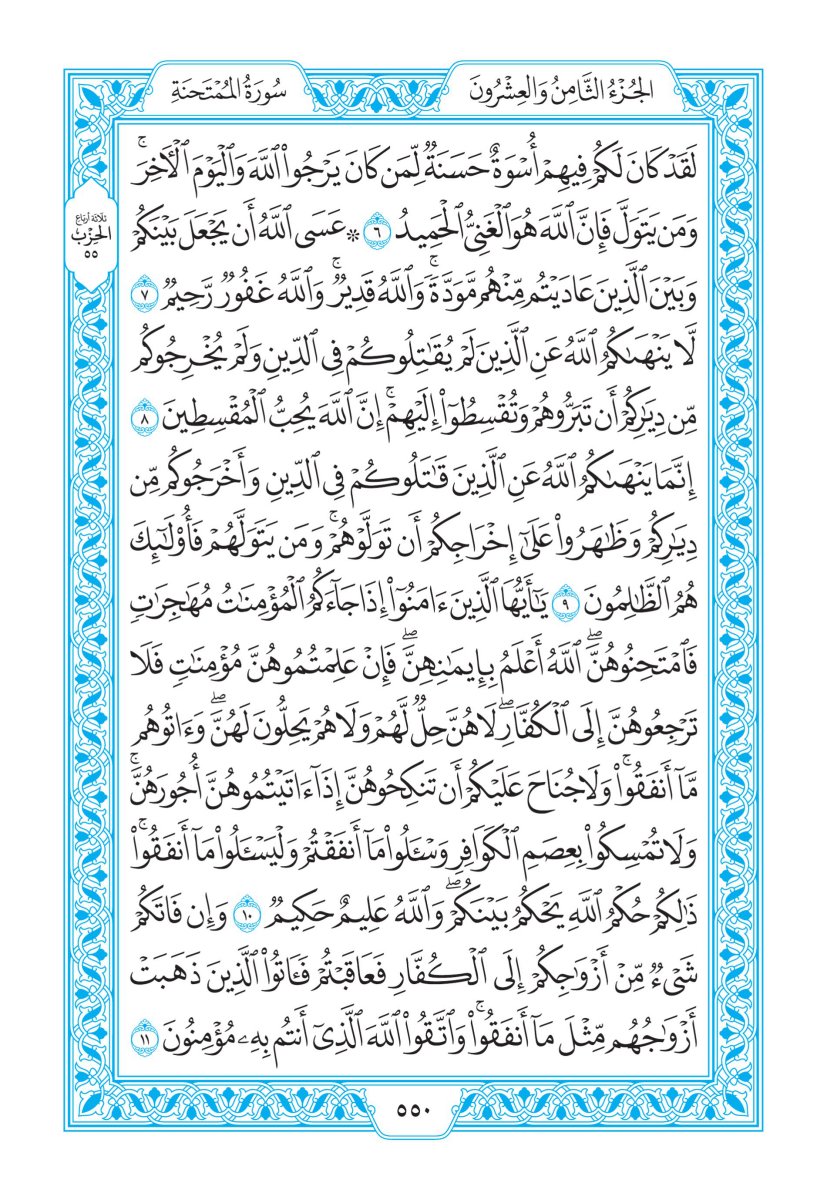 الجُزْءُ الثَّامِنُ وَالعِشْرُونَ
سُورَةُ المُمْتَحنَةِ
لَقَدْ كَانَ لَكُمْ فِيهِمْ أُسْوَةٌ حَسَنَةٌ لِّمَن كَانَ يَرْجُوا۟ ٱللَّهَ وَٱلْيَوْمَ ٱلْـَٔاخِرَۚ
وَمَن يَتَوَلَّ فَإِنَّ ٱللَّهَ هُوَ ٱلْغَنِىُّ ٱلْحَمِيدُ ٦ ۞ عَسَى ٱللَّهُ أَن يَجْعَلَ بَيْنَكُمْ
وَبَيْنَ ٱلَّذِينَ عَادَيْتُم مِّنْهُم مَّوَدَّةًۚ وَٱللَّهُ قَدِيرٌۚ وَٱللَّهُ غَفُورٌ رَّحِيمٌ ٧
لَّا يَنْهَىٰكُمُ ٱللَّهُ عَنِ ٱلَّذِينَ لَمْ يُقَـٰتِلُوكُمْ فِى ٱلدِّينِ وَلَمْ يُخْرِجُوكُم
مِّن دِيَـٰرِكُمْ أَن تَبَرُّوهُمْ وَتُقْسِطُوٓا۟ إِلَيْهِمْۚ إِنَّ ٱللَّهَ يُحِبُّ ٱلْمُقْسِطِينَ ٨
إِنَّمَا يَنْهَىٰكُمُ ٱللَّهُ عَنِ ٱلَّذِينَ قَـٰتَلُوكُمْ فِى ٱلدِّينِ وَأَخْرَجُوكُم مِّن
دِيَـٰرِكُمْ وَظَـٰهَرُوا۟ عَلَىٰٓ إِخْرَاجِكُمْ أَن تَوَلَّوْهُمْۚ وَمَن يَتَوَلَّهُمْ فَأُو۟لَـٰٓئِكَ
هُمُ ٱلظَّـٰلِمُونَ ٩ يَـٰٓأَيُّهَا ٱلَّذِينَ ءَامَنُوٓا۟ إِذَا جَآءَكُمُ ٱلْمُؤْمِنَـٰتُ مُهَـٰجِرَٰتٍ
فَٱمْتَحِنُوهُنَّۖ ٱللَّهُ أَعْلَمُ بِإِيمَـٰنِهِنَّۖ فَإِنْ عَلِمْتُمُوهُنَّ مُؤْمِنَـٰتٍ فَلَا
تَرْجِعُوهُنَّ إِلَى ٱلْكُفَّارِۖ لَا هُنَّ حِلٌّ لَّهُمْ وَلَا هُمْ يَحِلُّونَ لَهُنَّۖ وَءَاتُوهُم
مَّآ أَنفَقُوا۟ۚ وَلَا جُنَاحَ عَلَيْكُمْ أَن تَنكِحُوهُنَّ إِذَآ ءَاتَيْتُمُوهُنَّ أُجُورَهُنَّۚ
وَلَا تُمْسِكُوا۟ بِعِصَمِ ٱلْكَوَافِرِ وَسْـَٔلُوا۟ مَآ أَنفَقْتُمْ وَلْيَسْـَٔلُوا۟ مَآ أَنفَقُوا۟ۚ
ذَٰلِكُمْ حُكْمُ ٱللَّهِ يَحْكُمُ بَيْنَكُمْۖ وَٱللَّهُ عَلِيمٌ حَكِيمٌ ١٠ وَإِن فَاتَكُمْ
شَىْءٌ مِّنْ أَزْوَٰجِكُمْ إِلَى ٱلْكُفَّارِ فَعَاقَبْتُمْ فَـَٔاتُوا۟ ٱلَّذِينَ ذَهَبَتْ
أَزْوَٰجُهُم مِّثْلَ مَآ أَنفَقُوا۟ۚ وَٱتَّقُوا۟ ٱللَّهَ ٱلَّذِىٓ أَنتُم بِهِۦ مُؤْمِنُونَ ١١
ثلاثة أرباع
الحِزْب
٥٥
٥٥٠